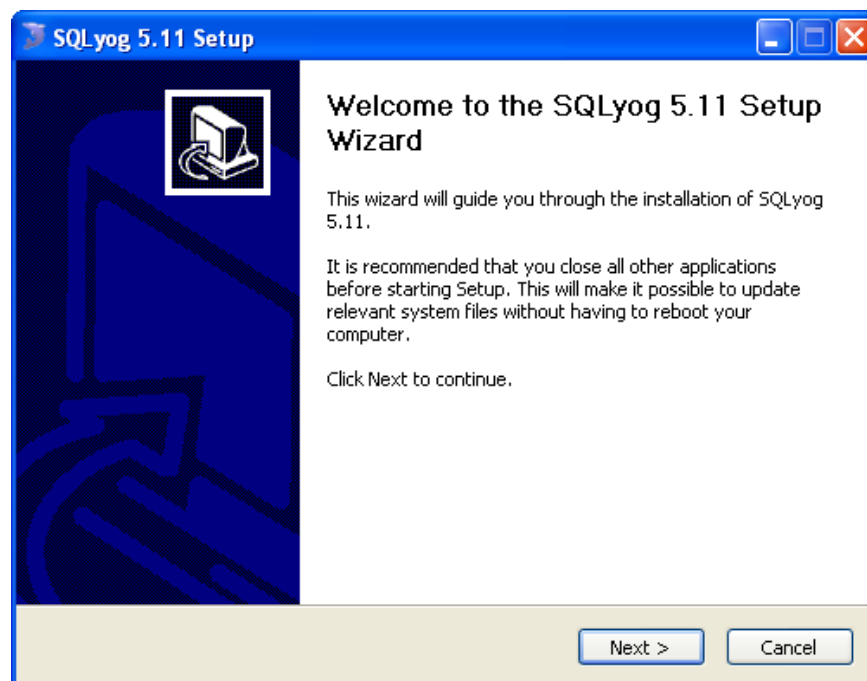 SQLyog 5.11 Setup
Welcome to the SQLyog 5.11 Setup
Wizard
This wizard will guide you through the installation of SQLyog
5.11.
It is recommended that you close all other applications
before starting Setup. This will make it possible to update
relevant system files without having to reboot your
computer.
Click Next to continue.
Next >
Cancel